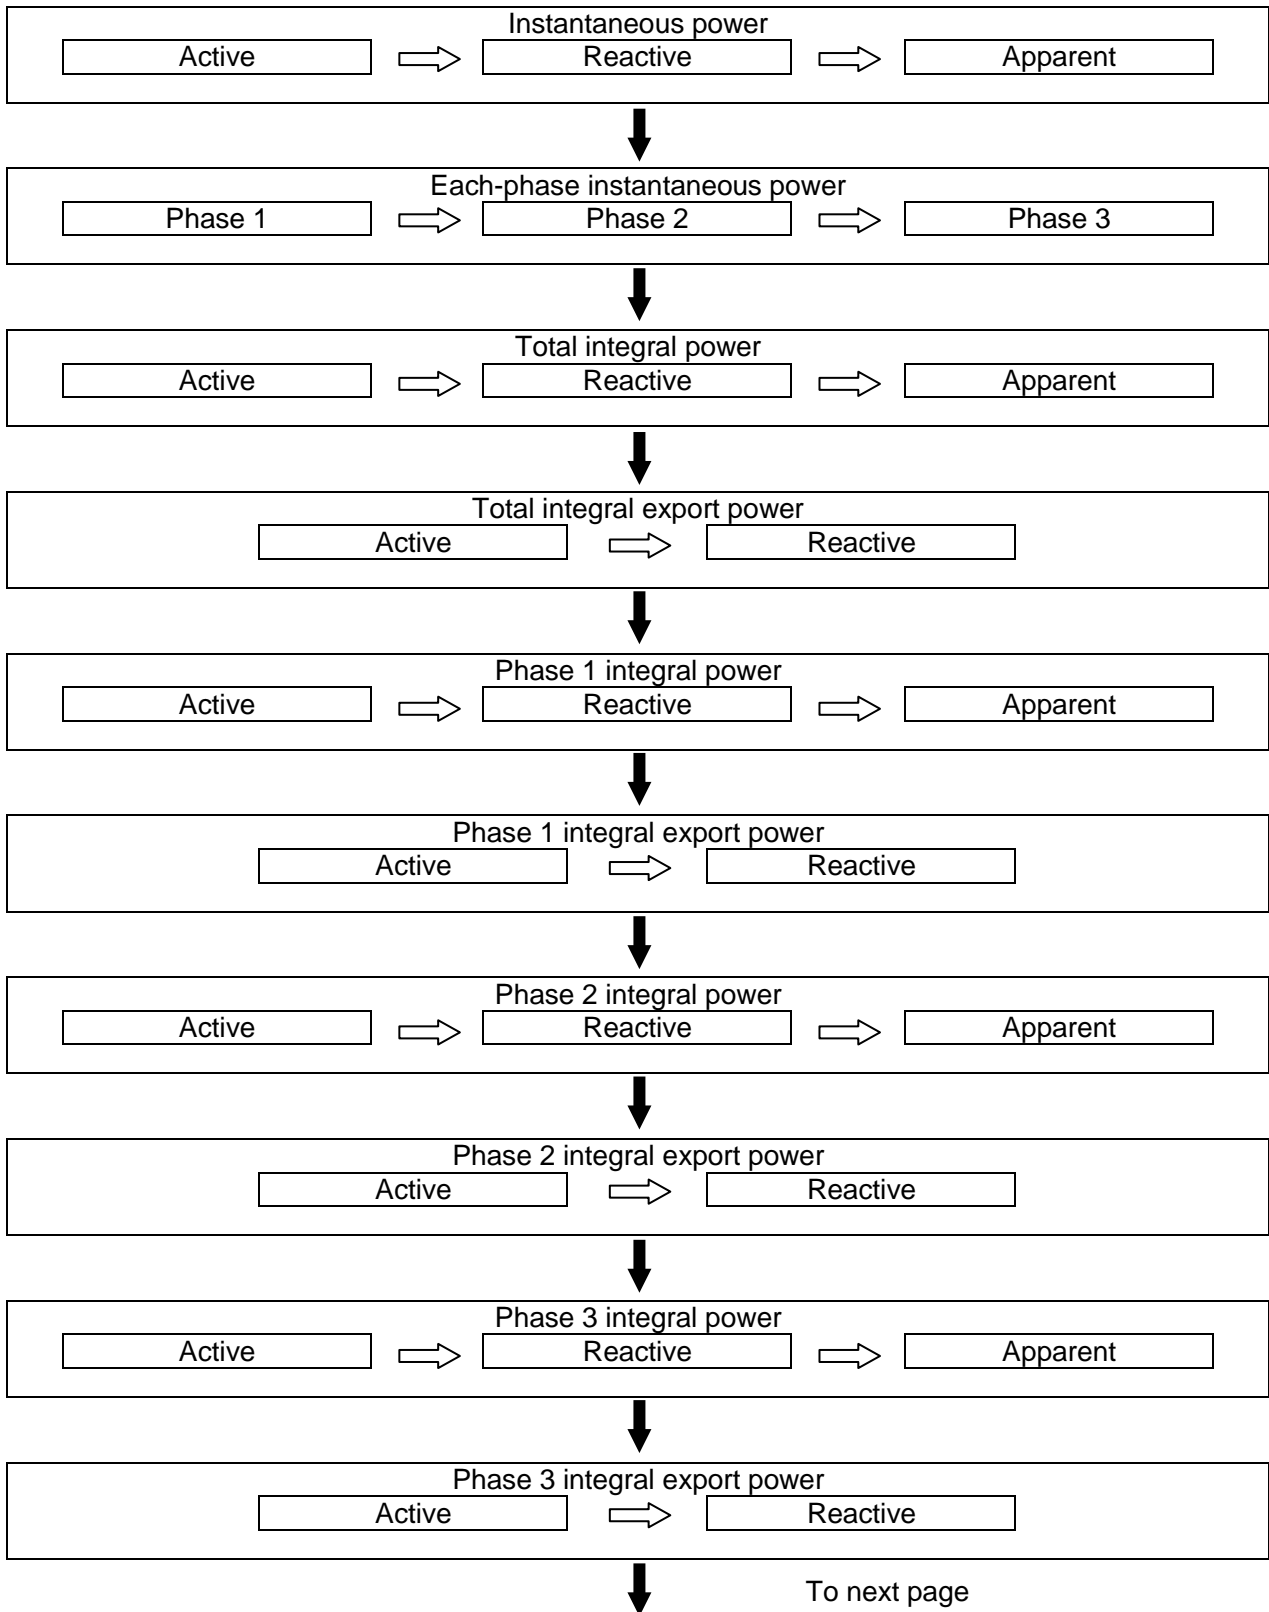 Instantaneous power
Active Reactive Apparent
Each-phase instantaneous power
Phase 1 Phase 2 Phase 3
Total integral power
Active Reactive Apparent
Total integral export power
Active Reactive
Phase 1 integral power
Active Reactive Apparent
Phase 1 integral export power
Active Reactive
Phase 2 integral power
Active Reactive Apparent
Phase 2 integral export power
Active Reactive
Phase 3 integral power
Active Reactive Apparent
Phase 3 integral export power
Active Reactive
To next page